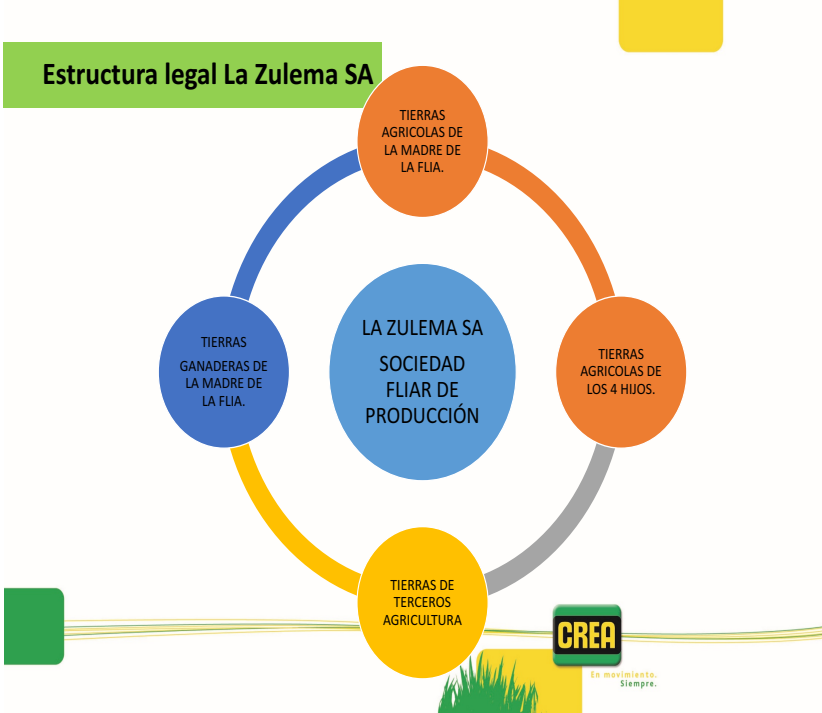 Estructura legal La Zulema SA
TIERRAS
AGRICOLAS DE
LA MADRE DE
LA FLIA.
LA ZULEMA SA
SOCIEDAD
FLIAR DE
PRODUCCIÓN
TIERRAS
GANADERAS DE
LA MADRE DE
LA FLIA.
TIERRAS
AGRICOLAS DE
LOS 4 HIJOS.
TIERRAS DE
TERCEROS
AGRICULTURA
CREA
En movimiento.
Siempre.